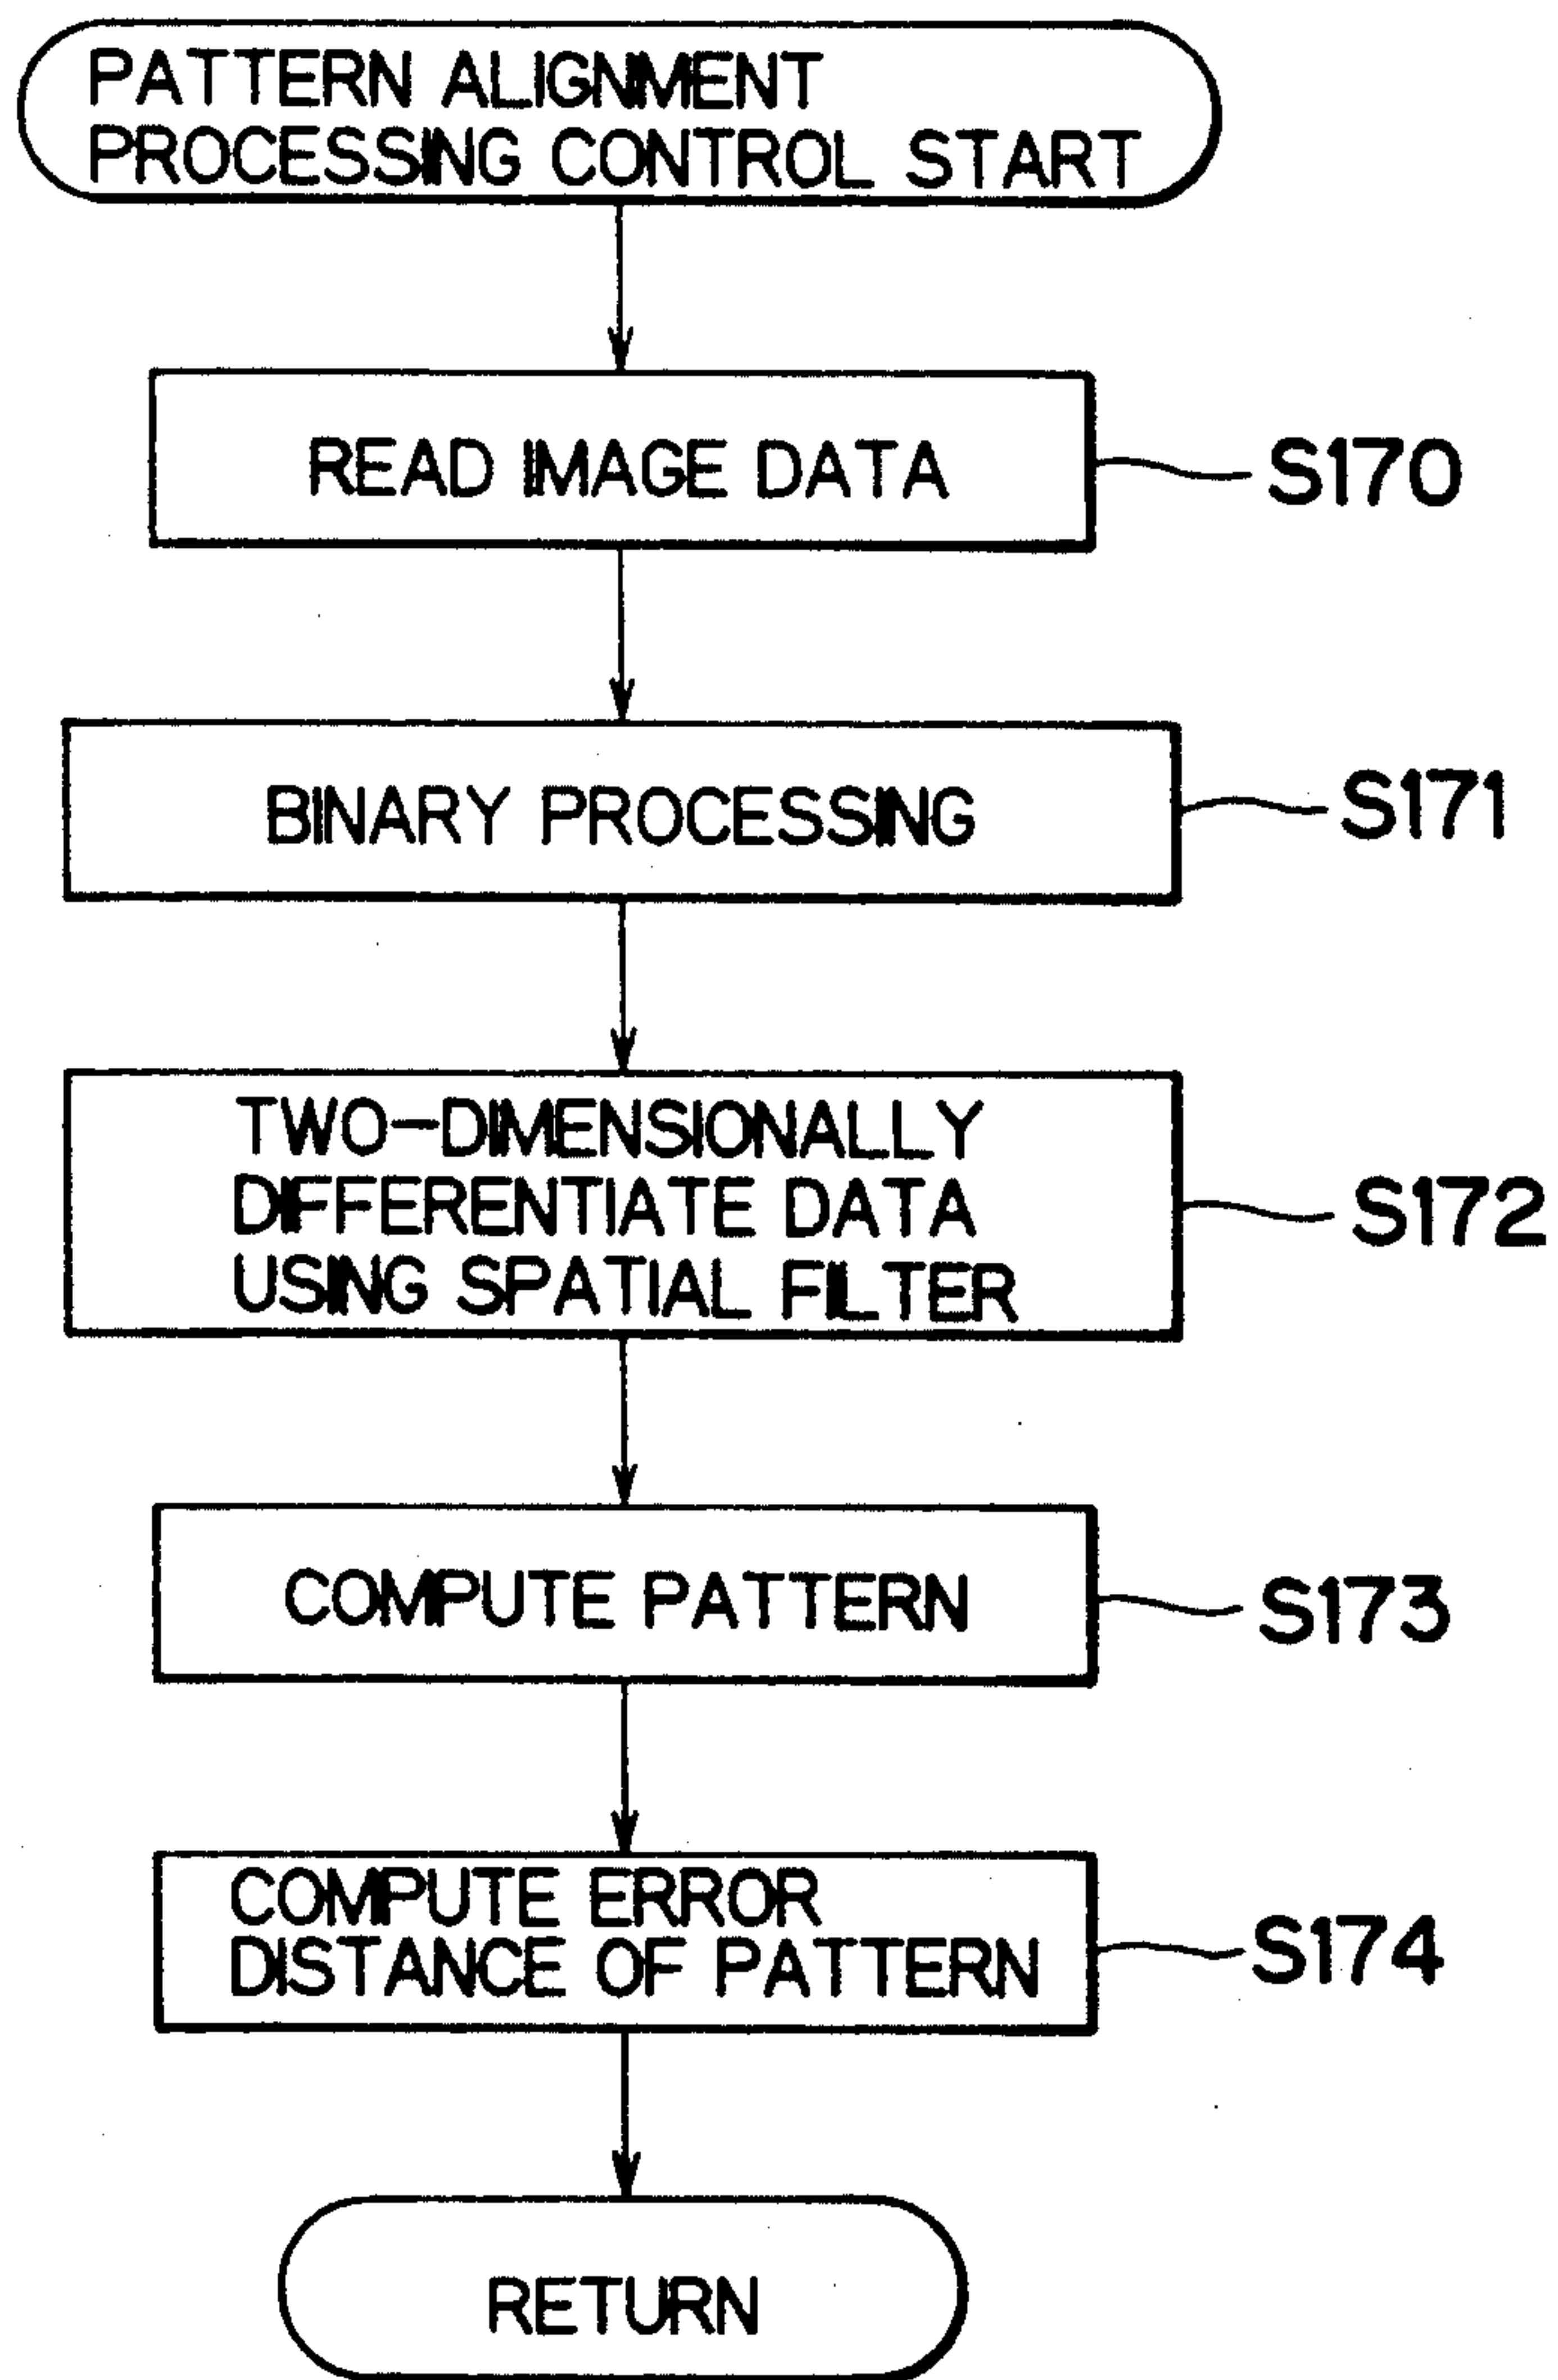 PATTERN ALIGNMENT
PROCESSING CONTROL START
READ IMAGE DATA
S170
BINARY PROCESSING
S171
TWO-DIMENSIONALLY
DIFFERENTIATE DATA
USING SPATIAL FILTER
S172
COMPUTE PATTERN
S173
COMPUTE ERROR
DISTANCE OF PATTERN
S174
RETURN